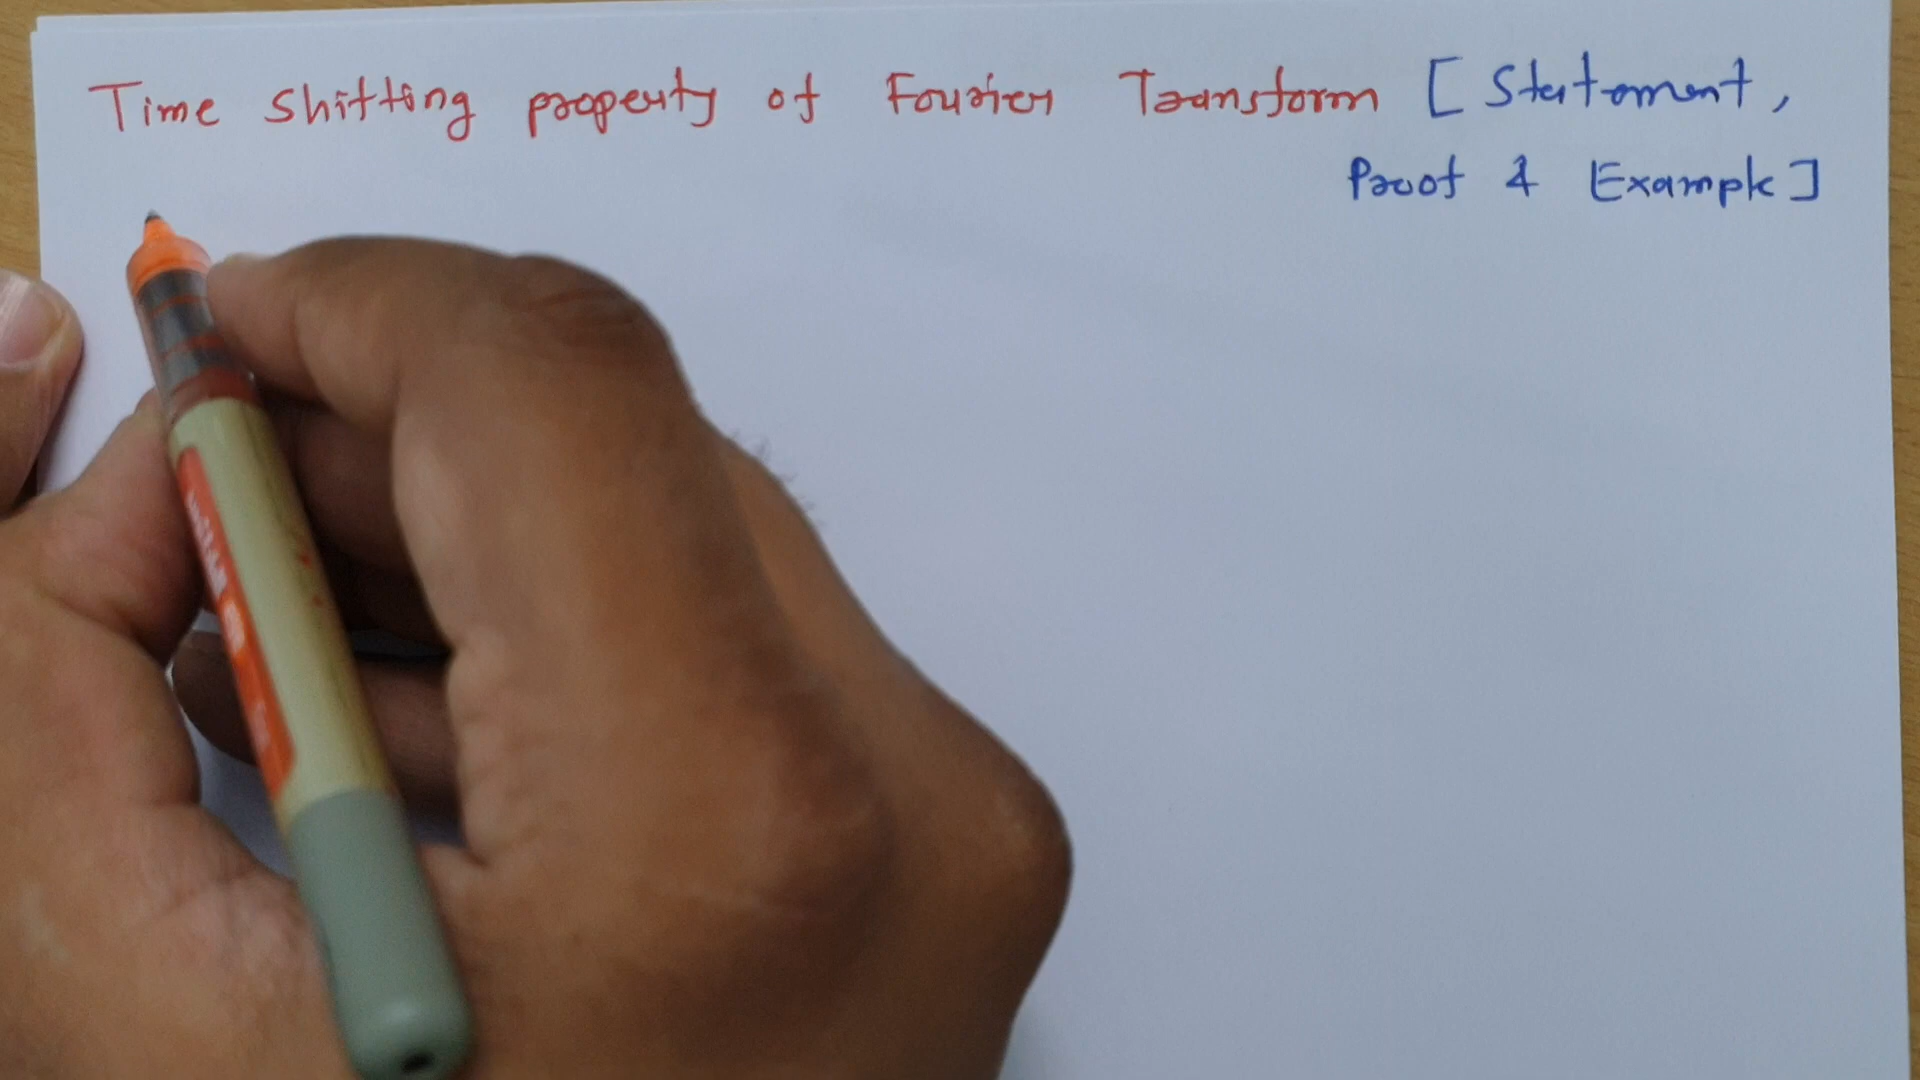 Time Shifting property of Fourier Transform [Statement,
Proof & Example]